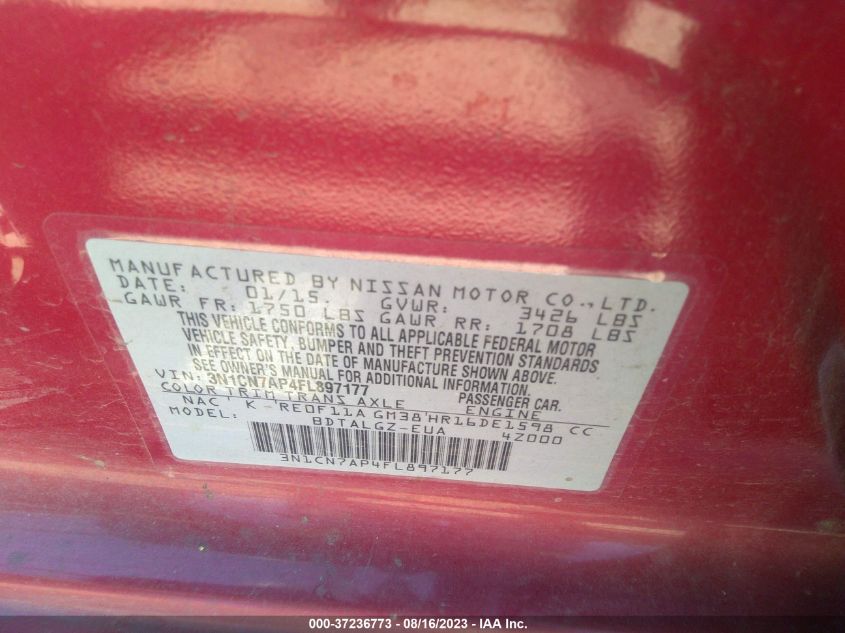 MANUFACTURED BY NISSAN MOTOR CO.,LTD.
DATE: 01/15 GVWR: 3426 LBS
GAWR FR: 1750 LBS GAWR RR: 1708 LBS
THIS VEHICLE CONFORMS TO ALL APPLICABLE FEDERAL MOTOR
VEHICLE SAFETY, BUMPER AND THEFT PREVENTION STANDARDS
IN EFFECT ON THE DATE OF MANUFACTURE SHOWN ABOVE.
SEE OWNER'S MANUAL FOR ADDITIONAL INFORMATION.
VIN: 3N1CN7AP4FL897177 PASSENGER CAR.
COLOR TRIM TRANS AXLE ENGINE
NAC K RE0F11A GM38 HR16DE1598 CC
MODEL: BDTALGZ-EUA 4Z000
3N1CN7AP4FL897177
000-37236773 - 08/16/2023 - IAA Inc.